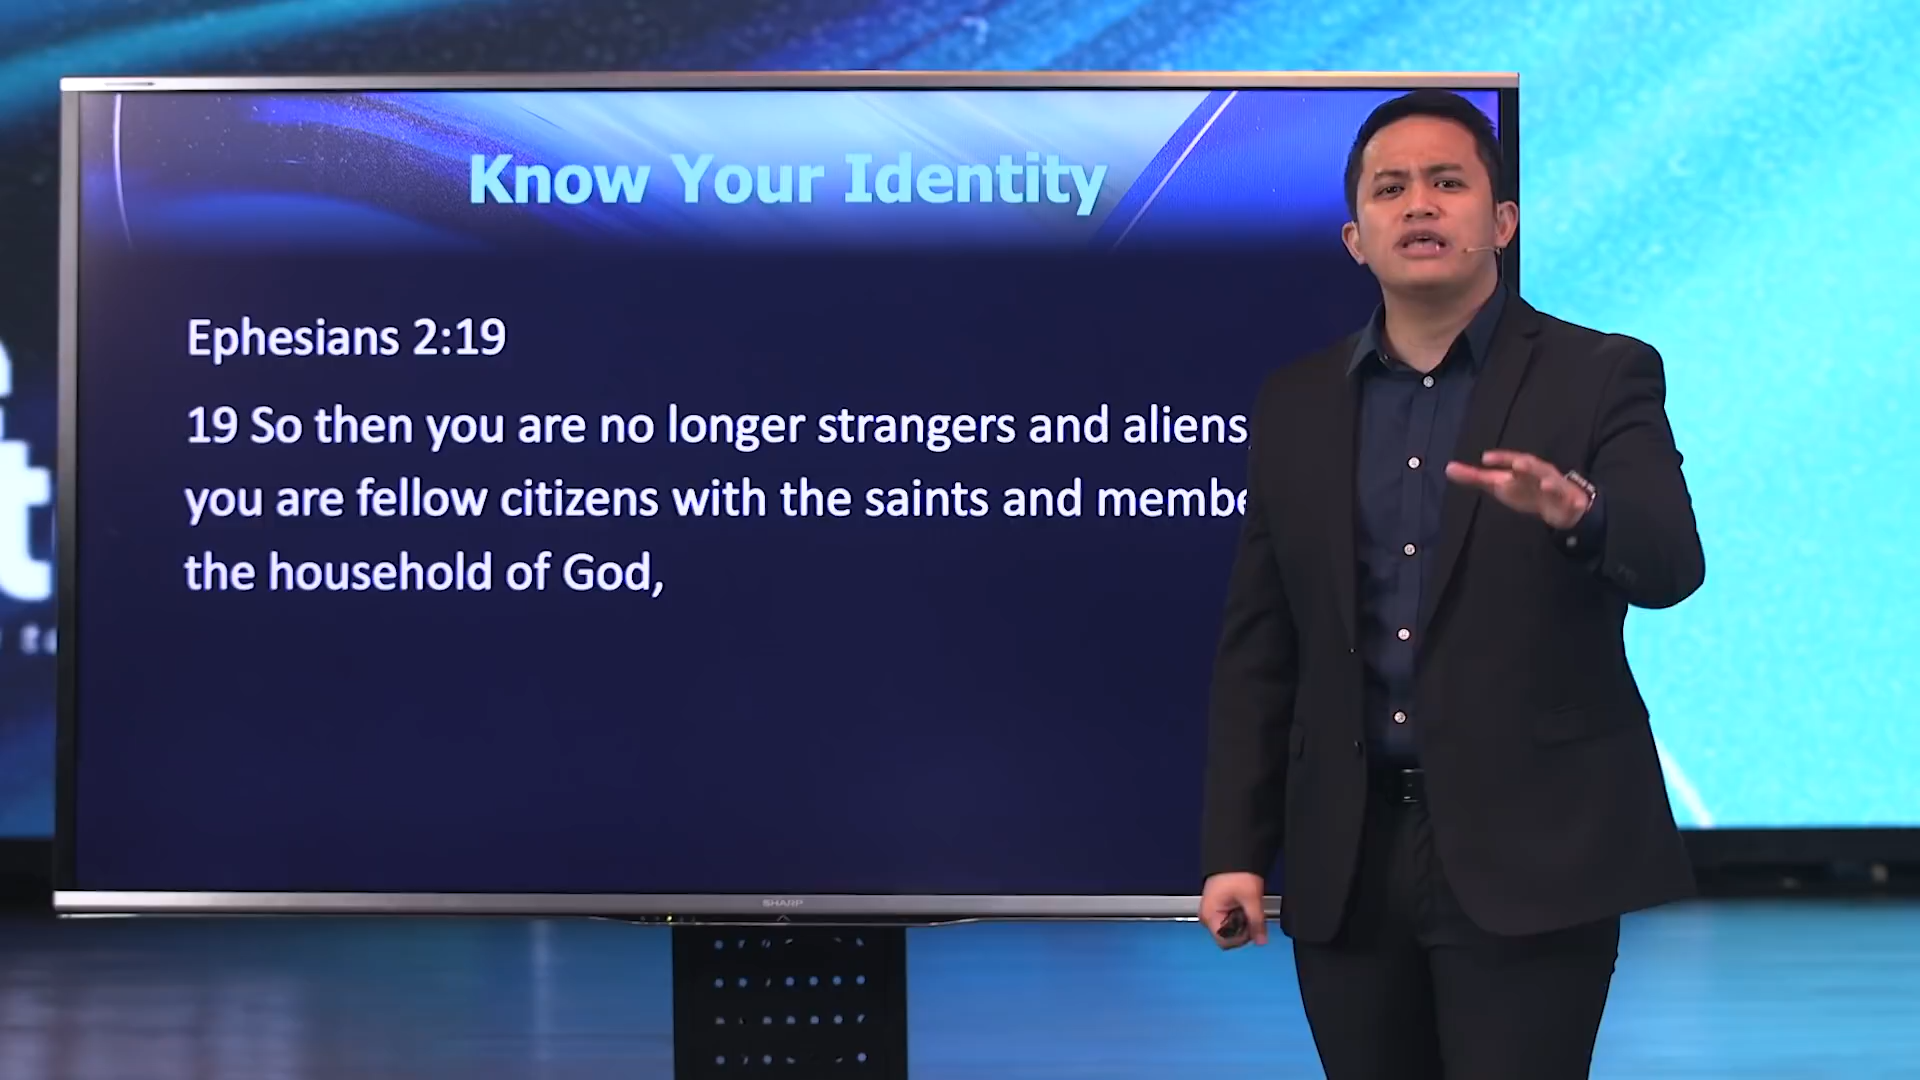 Know Your Identity
Ephesians 2:19
19 So then you are no longer strangers and aliens,
you are fellow citizens with the saints and membe
the household of God,
SHARP